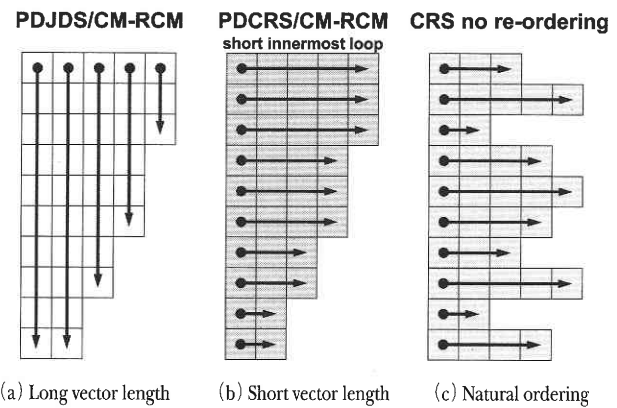 PDJDS/CM-RCM
PDCRS/CM-RCM
short innermost loop
CRS no re-ordering
(a) Long vector length
(b) Short vector length
(c) Natural ordering